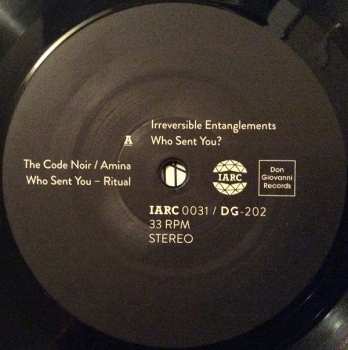 Irreversible Entanglements
A
Who Sent You?
The Code Noir / Amina
Who Sent You – Ritual
IARC
Don
Giovanni
Records
IARC 0031 / DG-202
33 RPM
STEREO